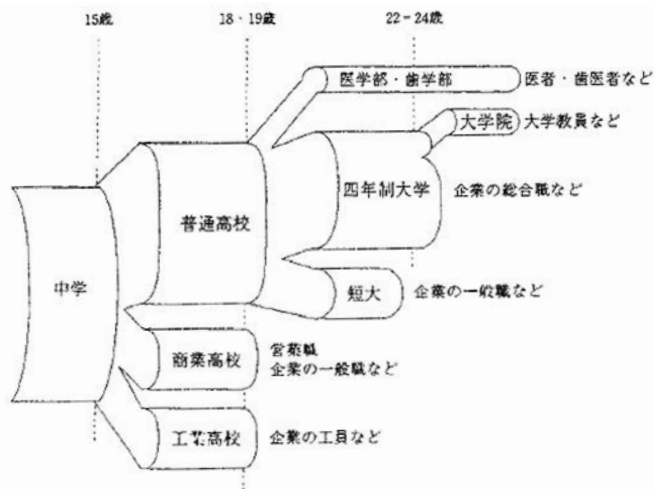 15歳
18・19歳
22－24歳
医学部・歯学部
医者・歯医者など
大学院
大学教員など
四年制大学
企業の総合職など
普通高校
中学
短大
企業の一般職など
商業高校
営業職
企業の一般職など
工業高校
企業の工員など